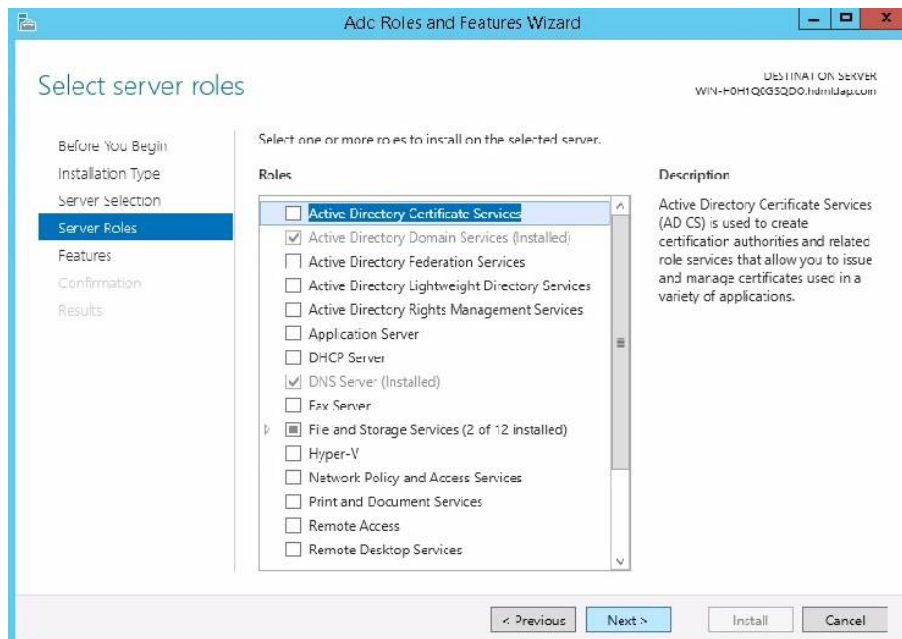 Add Roles and Features Wizard
Select server roles
DESTINATION SERVER
Before You Begin
Installation Type
Server Selection
Server Roles
Features
Confirmation
Results
Select one or more roles to install on the selected server.
Roles
Active Directory Certificate Services
Active Directory Domain Services (Installed)
Active Directory Federation Services
Active Directory Lightweight Directory Services
Active Directory Rights Management Services
Application Server
DHCP Server
DNS Server (Installed)
Fax Server
File and Storage Services (2 of 12 installed)
Hyper-V
Network Policy and Access Services
Print and Document Services
Remote Access
Remote Desktop Services
Description
Active Directory Certificate Services
(AD CS) is used to create
certification authorities and related
role services that allow you to issue
and manage certificates used in a
variety of applications.
< Previous
Next >
Install
Cancel